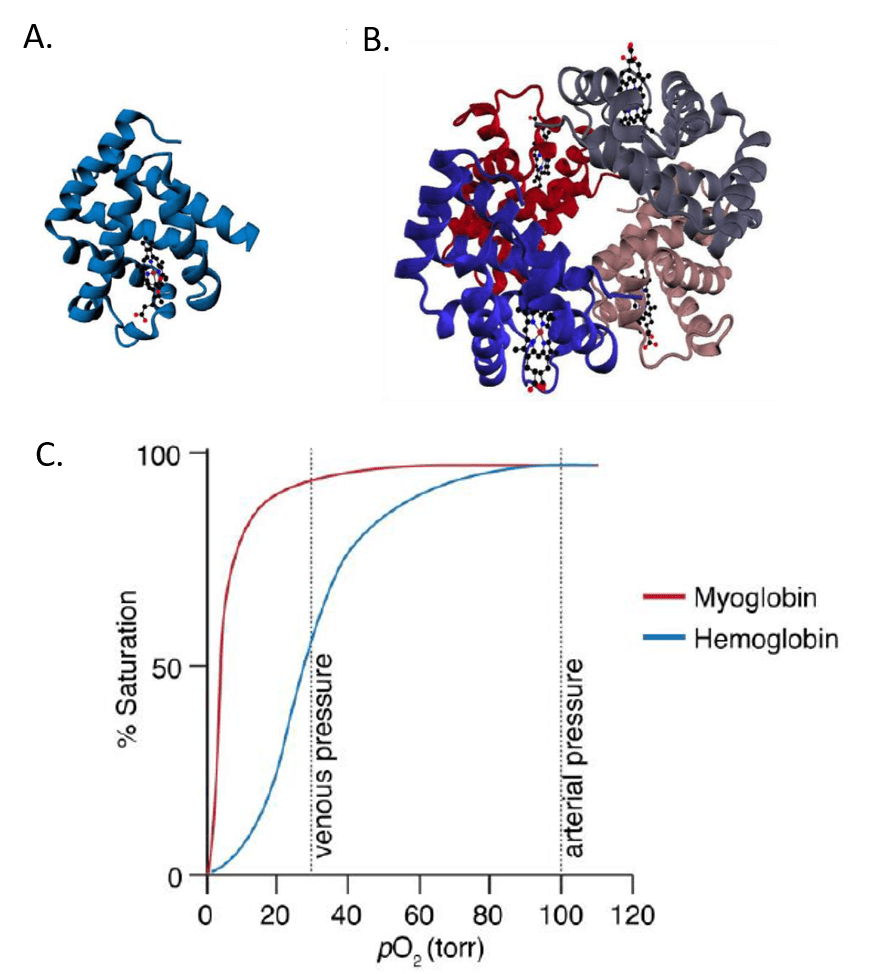 A.
B.
C.
100
50
0
% Saturation
venous pressure
arterial pressure
Myoglobin
Hemoglobin
0 20 40 60 80 100 120
pO₂ (torr)